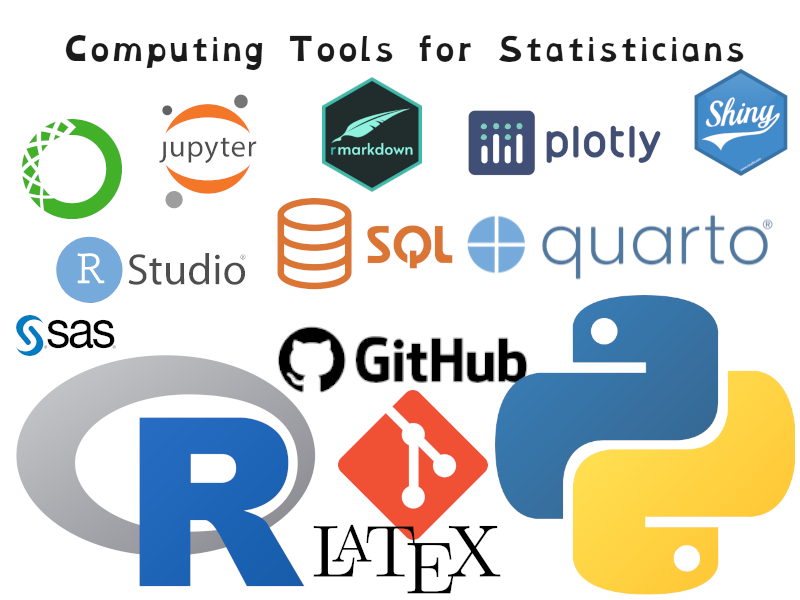 Computing Tools for Statisticians
jupyter
rmarkdown
plotly
Shiny
R Studio®
SQL
quarto®
sas
GitHub
R
LATEX